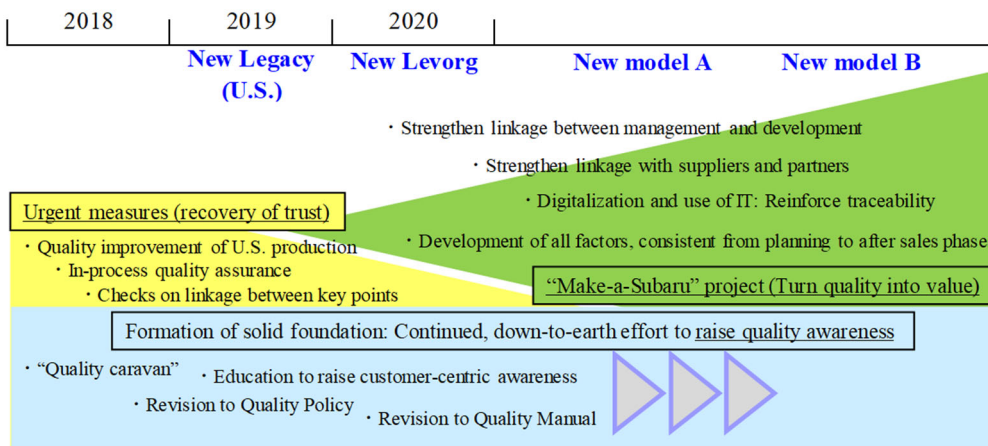 2018 2019 2020
New Legacy New Levorg New model A New model B
(U.S.)
・Strengthen linkage between management and development
・Strengthen linkage with suppliers and partners
Urgent measures (recovery of trust)
・Digitalization and use of IT: Reinforce traceability
・Quality improvement of U.S. production
・Development of all factors, consistent from planning to after sales phase
・In-process quality assurance
・Checks on linkage between key points
“Make-a-Subaru” project (Turn quality into value)
Formation of solid foundation: Continued, down-to-earth effort to raise quality awareness
・“Quality caravan”
・Education to raise customer-centric awareness
・Revision to Quality Policy
・Revision to Quality Manual